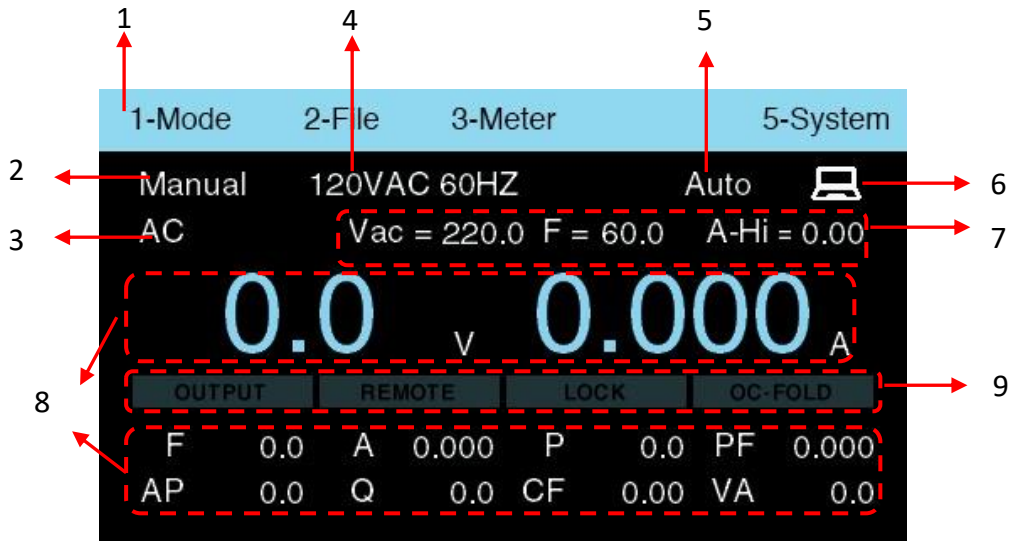 1 4 5
1-Mode 2-File 3-Meter 5-System
2 Manual 120VAC 60HZ Auto 6
3 AC Vac = 220.0 F = 60.0 A-Hi = 0.00 7
0.0 V 0.000 A
8 OUTPUT REMOTE LOCK OC-FOLD 9
F 0.0 A 0.000 P 0.0 PF 0.000
AP 0.0 Q 0.0 CF 0.00 VA 0.0